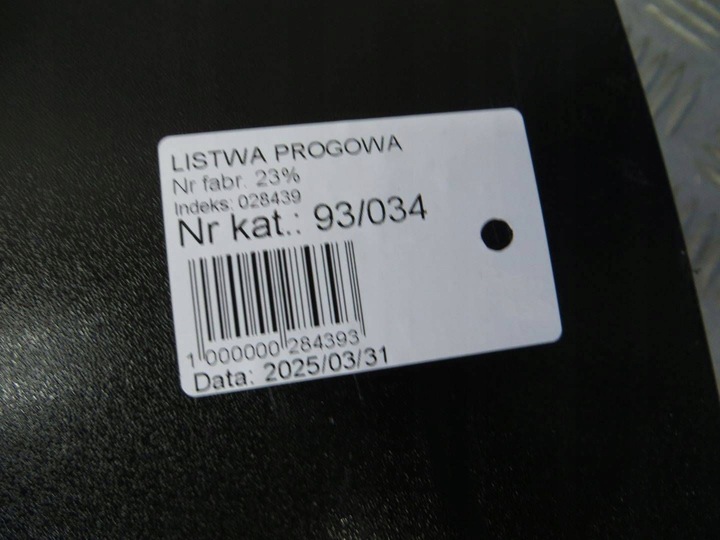 LISTWA PROGOWA
Nr fabr. 23%
Indeks: 028439
Nr kat.: 93/034
1 000000 284393
Data: 2025/03/31